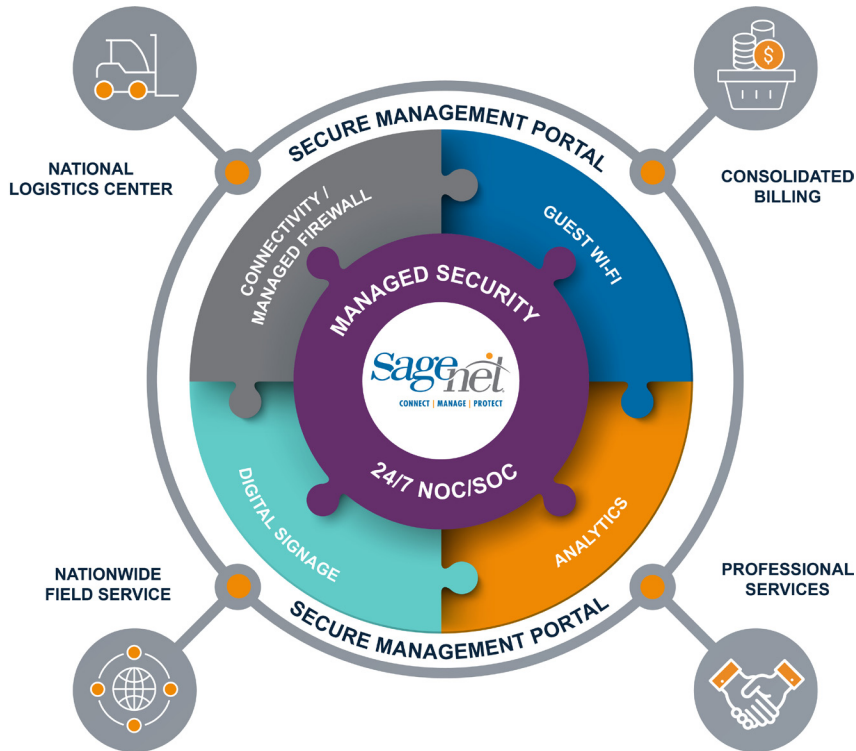 SECURE MANAGEMENT PORTAL
NATIONAL
LOGISTICS CENTER
$
CONSOLIDATED
BILLING
CONNECTIVITY /
MANAGED FIREWALL
GUEST WI-FI
MANAGED SECURITY
Sagenet
CONNECT | MANAGE | PROTECT
24/7 NOC/SOC
DIGITAL SIGNAGE
ANALYTICS
NATIONWIDE
FIELD SERVICE
PROFESSIONAL
SERVICES
SECURE MANAGEMENT PORTAL